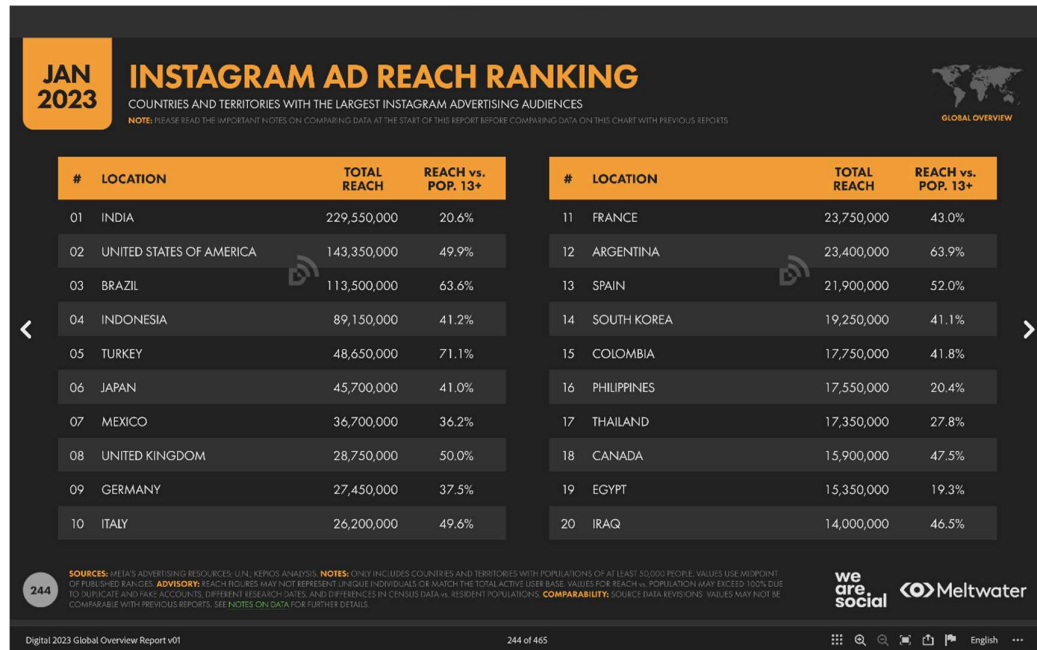 JAN
2023
INSTAGRAM AD REACH RANKING
COUNTRIES AND TERRITORIES WITH THE LARGEST INSTAGRAM ADVERTISING AUDIENCES
NOTE: PLEASE READ THE IMPORTANT NOTES ON COMPARING DATA AT THE START OF THIS REPORT BEFORE COMPARING DATA ON THIS CHART WITH PREVIOUS REPORTS
GLOBAL OVERVIEW
# LOCATION TOTAL REACH REACH vs. POP. 13+
01 INDIA 229,550,000 20.6%
02 UNITED STATES OF AMERICA 143,350,000 49.9%
03 BRAZIL 113,500,000 63.6%
04 INDONESIA 89,150,000 41.2%
05 TURKEY 48,650,000 71.1%
06 JAPAN 45,700,000 41.0%
07 MEXICO 36,700,000 36.2%
08 UNITED KINGDOM 28,750,000 50.0%
09 GERMANY 27,450,000 37.5%
10 ITALY 26,200,000 49.6%
# LOCATION TOTAL REACH REACH vs. POP. 13+
11 FRANCE 23,750,000 43.0%
12 ARGENTINA 23,400,000 63.9%
13 SPAIN 21,900,000 52.0%
14 SOUTH KOREA 19,250,000 41.1%
15 COLOMBIA 17,750,000 41.8%
16 PHILIPPINES 17,550,000 20.4%
17 THAILAND 17,350,000 27.8%
18 CANADA 15,900,000 47.5%
19 EGYPT 15,350,000 19.3%
20 IRAQ 14,000,000 46.5%
244
SOURCES: META'S ADVERTISING RESOURCES; U.N.; KEPIOS ANALYSIS. NOTES: ONLY INCLUDES COUNTRIES AND TERRITORIES WITH POPULATIONS OF AT LEAST 50,000 PEOPLE. VALUES USE MIDPOINT
OF PUBLISHED RANGES. ADVISORY: REACH FIGURES MAY NOT REPRESENT UNIQUE INDIVIDUALS OR MATCH THE TOTAL ACTIVE USER BASE. VALUES FOR REACH vs. POPULATION MAY EXCEED 100% DUE
TO DUPLICATE AND FAKE ACCOUNTS, DIFFERENT RESEARCH DATES, AND DIFFERENCES IN CENSUS DATA vs. RESIDENT POPULATIONS. COMPARABILITY: SOURCE DATA REVISIONS. VALUES MAY NOT BE
COMPARABLE WITH PREVIOUS REPORTS. SEE NOTES ON DATA FOR FURTHER DETAILS.
we
are
social
Meltwater
Digital 2023 Global Overview Report v01
244 of 465
English